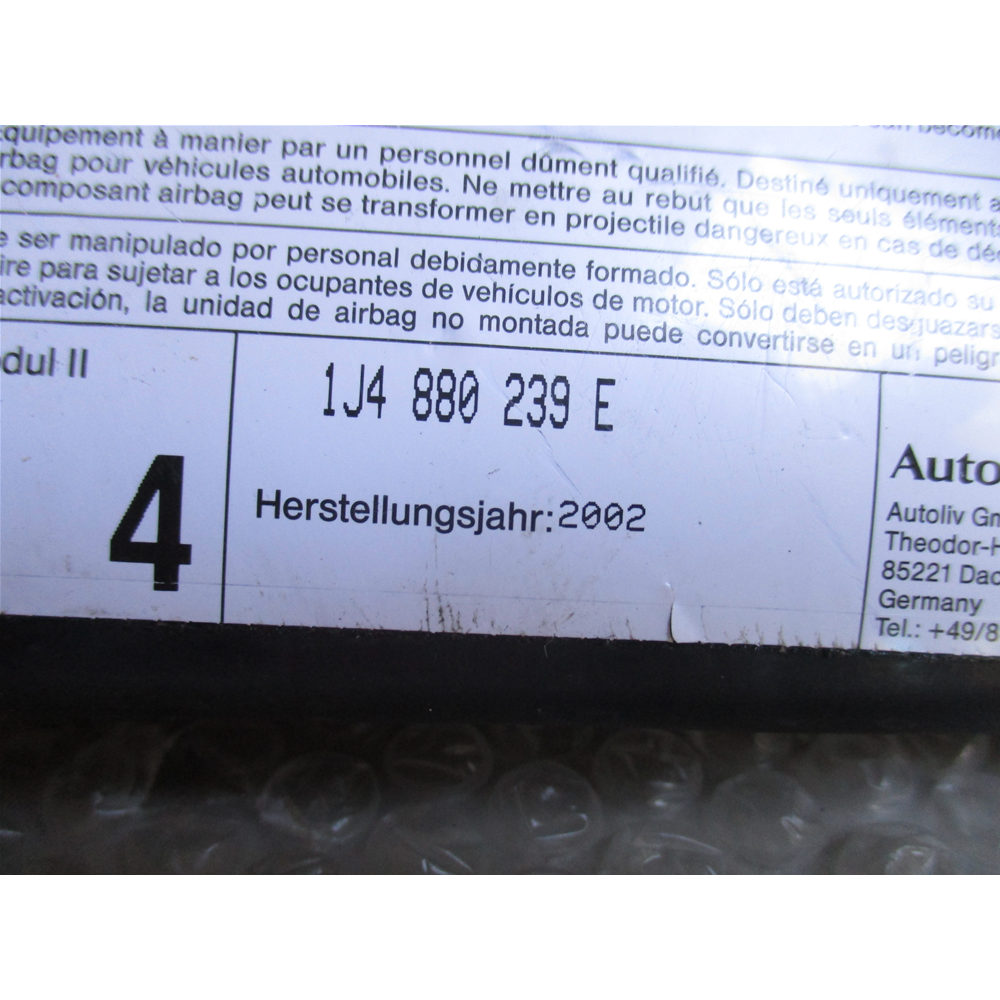 become
quipement à manier par un personnel dûment qualifié. Destiné uniquement a
rbag pour véhicules automobiles. Ne mettre au rebut que les seuls éléments
composant airbag peut se transformer en projectile dangereux en cas de dé
e ser manipulado por personal debidamente formado. Sólo está autorizado su
ire para sujetar a los ocupantes de vehículos de motor. Sólo deben desguazars
activación, la unidad de airbag no montada puede convertirse en un peligr
dul II
4
1J4 880 239 E
Herstellungsjahr:2002
Auto
Autoliv Gm
Theodor-H
85221 Dac
Germany
Tel.: +49/8